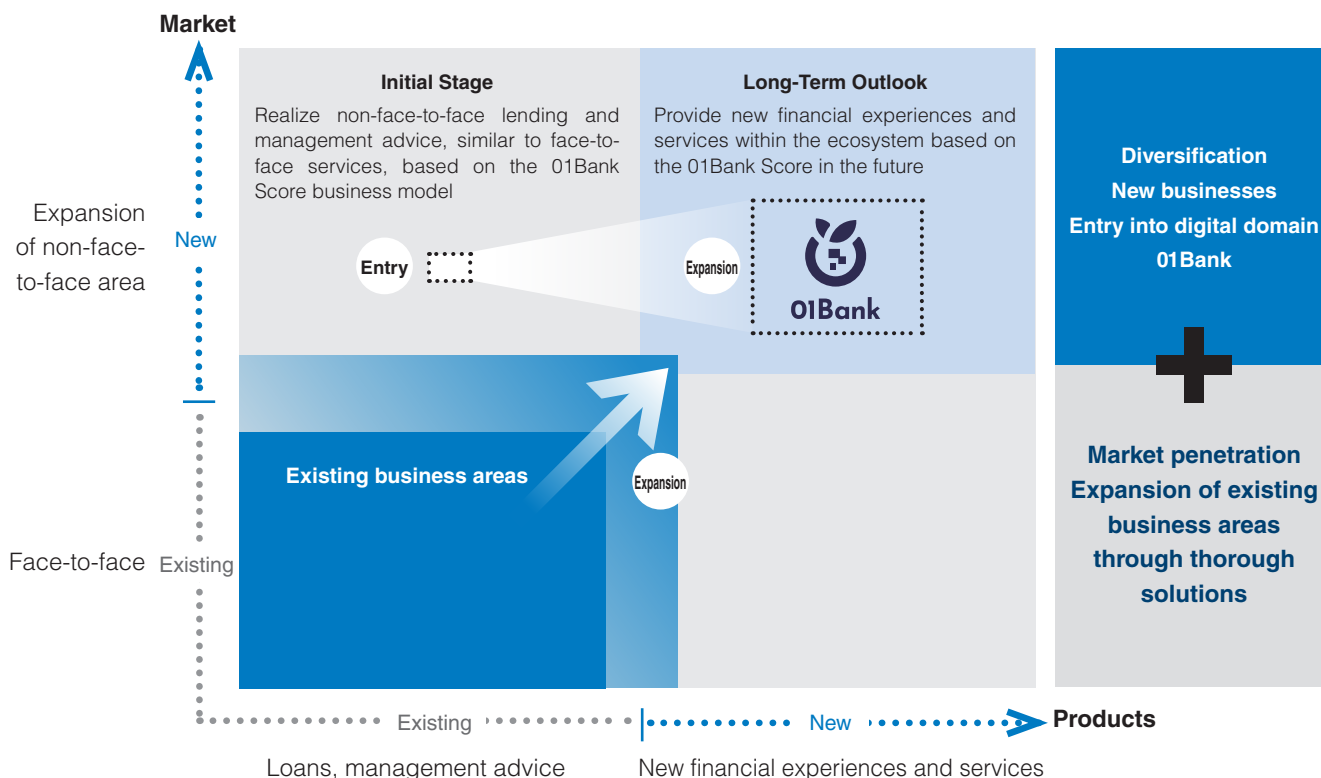 Market
Initial Stage
Realize non-face-to-face lending and
management advice, similar to face-to-
face services, based on the 01Bank
Score business model
Long-Term Outlook
Provide new financial experiences and
services within the ecosystem based on
the 01Bank Score in the future
Diversification
New businesses
Entry into digital domain
01Bank
Expansion
of non-face-
to-face area
New
Entry
Expansion
01Bank
Existing business areas
Expansion
Market penetration
Expansion of existing
business areas
through thorough
solutions
Face-to-face
Existing
Existing
New
Products
Loans, management advice
New financial experiences and services